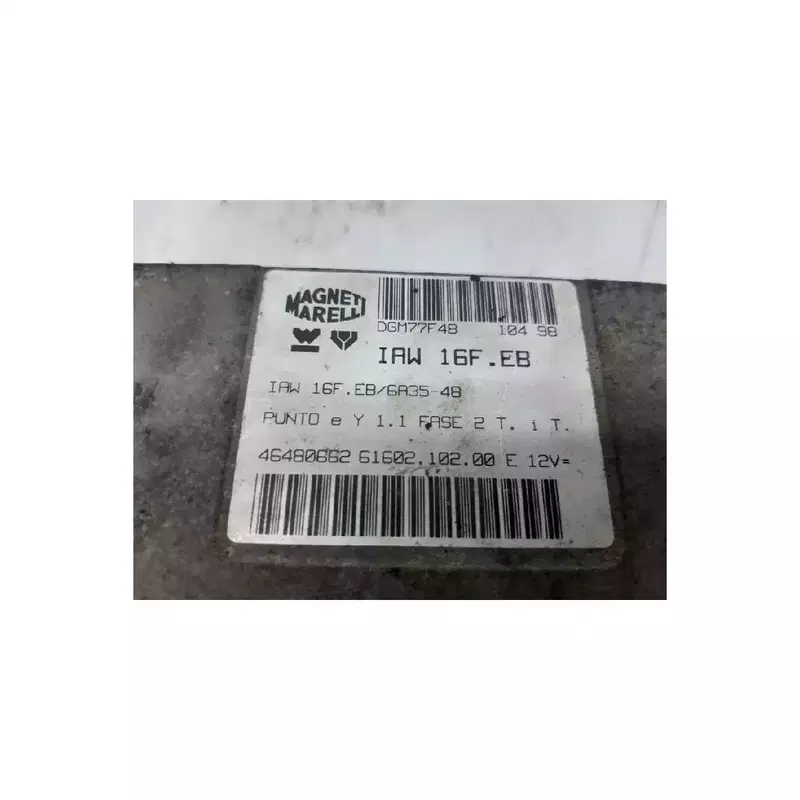 MAGNETI
MARELLI
DGM77F48 104 98
IAW 16F.EB
IAW 16F.EB/6A35-48
PUNTO e Y 1.1 FASE 2 T. i T.
46480662 61602.102.00 E 12V=